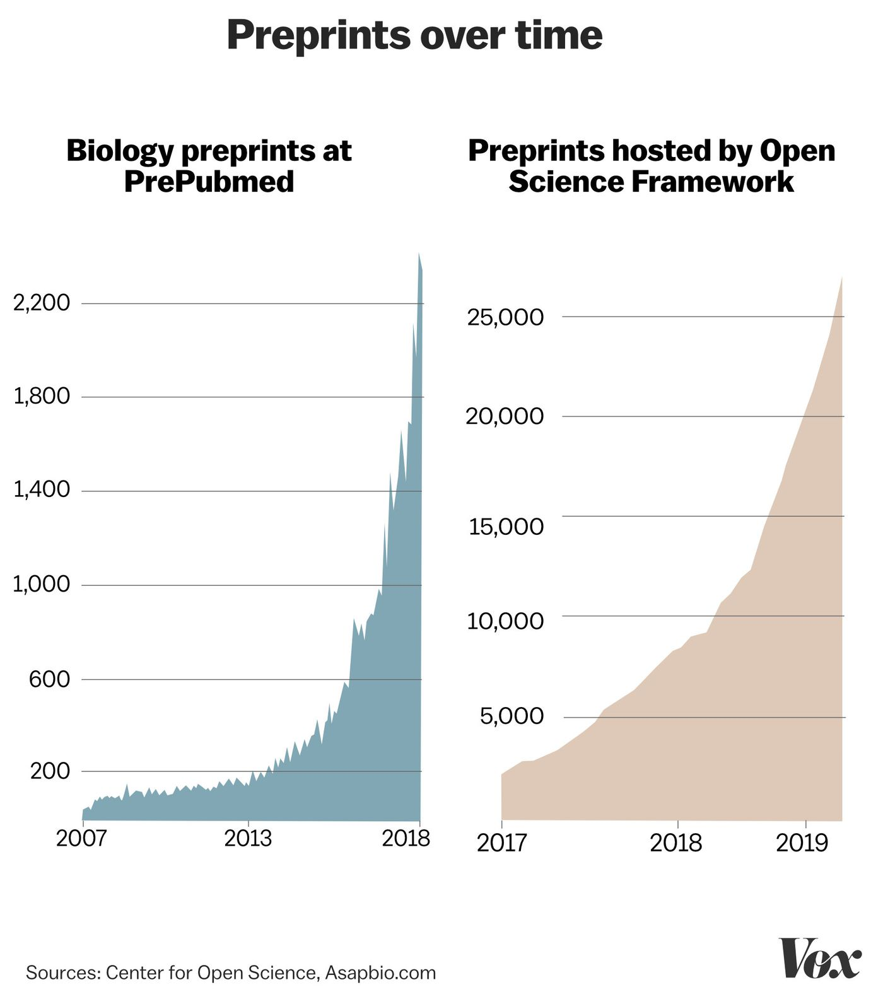 Preprints over time
Biology preprints at
PrePubmed
2,200
1,800
1,400
1,000
600
200
2007
2013
2018
Preprints hosted by Open
Science Framework
25,000
20,000
15,000
10,000
5,000
2017
2018
2019
Sources: Center for Open Science, Asapbio.com
Vox